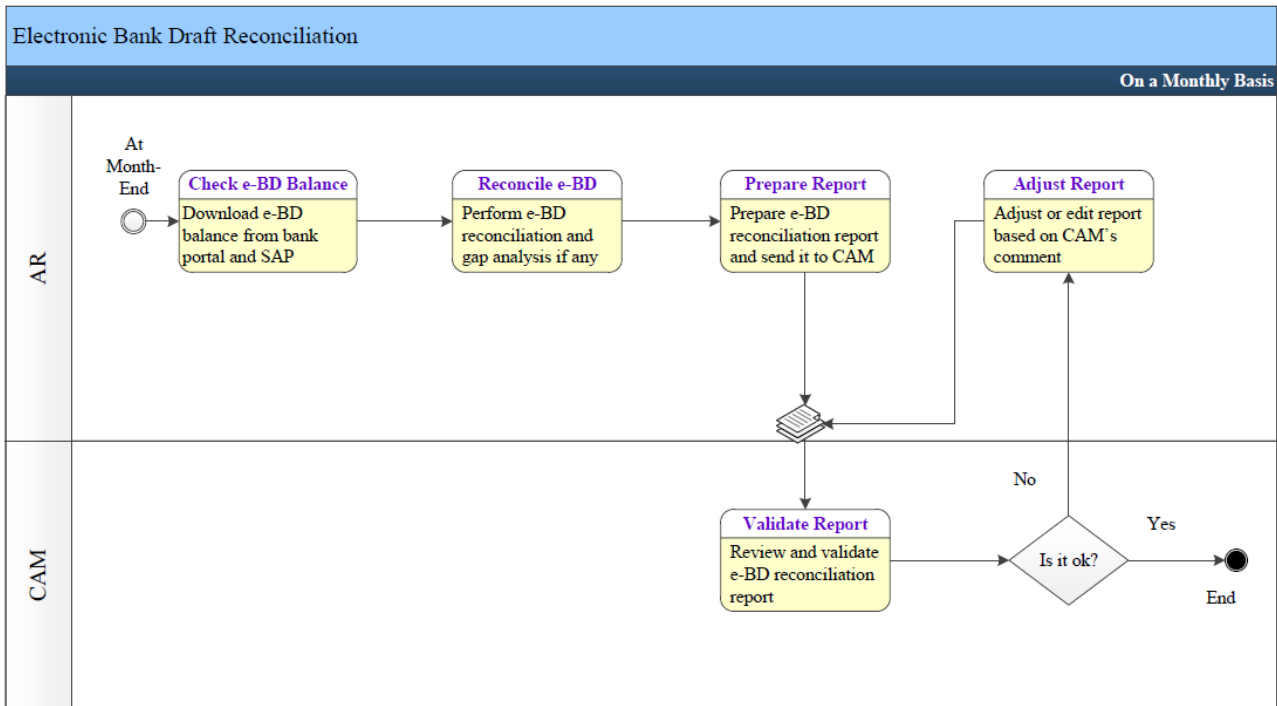 Electronic Bank Draft Reconciliation
On a Monthly Basis
AR
At
Month-
End
Check e-BD Balance
Download e-BD
balance from bank
portal and SAP
Reconcile e-BD
Perform e-BD
reconciliation and
gap analysis if any
Prepare Report
Prepare e-BD
reconciliation report
and send it to CAM
Adjust Report
Adjust or edit report
based on CAM’s
comment
CAM
Validate Report
Review and validate
e-BD reconciliation
report
Is it ok?
No
Yes
End